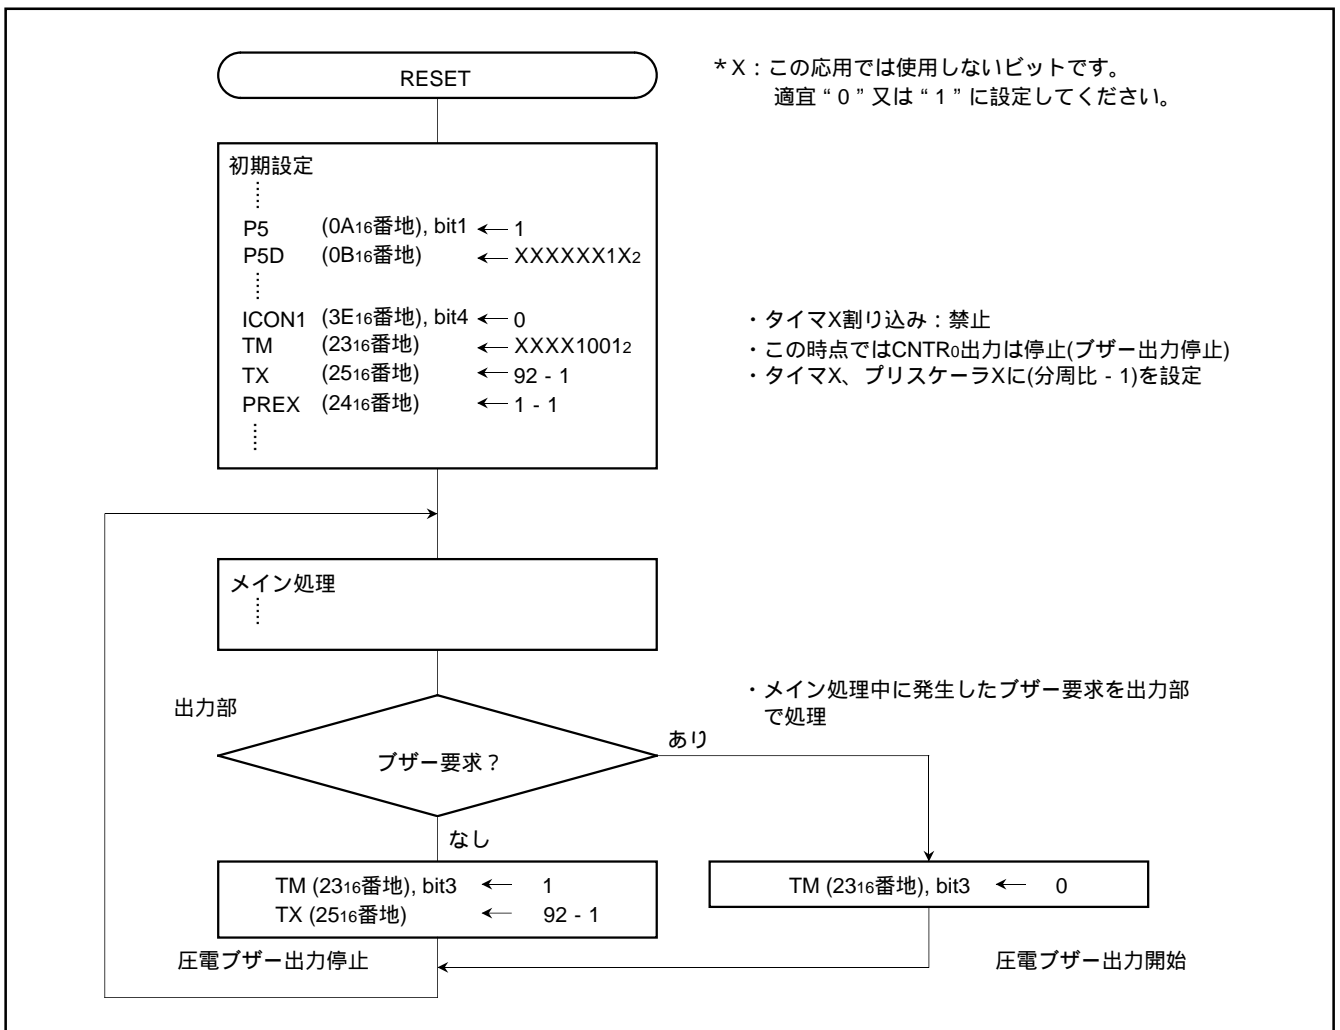 RESET
*X：この応用では使用しないビットです。
適宜“0”又は“1”に設定してください。
初期設定
P5 (0A16番地), bit1 ← 1
P5D (0B16番地) ← XXXXXX1X2
ICON1 (3E16番地), bit4 ← 0
TM (2316番地) ← XXXX10012
TX (2516番地) ← 92 - 1
PREX (2416番地) ← 1 - 1
・タイマX割り込み：禁止
・この時点ではCNTR0出力は停止(ブザー出力停止)
・タイマX、プリスケーラXに(分周比 - 1)を設定
メイン処理
・メイン処理中に発生したブザー要求を出力部
で処理
出力部
ブザー要求？
あり
なし
TM (2316番地), bit3 ← 1
TX (2516番地) ← 92 - 1
TM (2316番地), bit3 ← 0
圧電ブザー出力停止
圧電ブザー出力開始